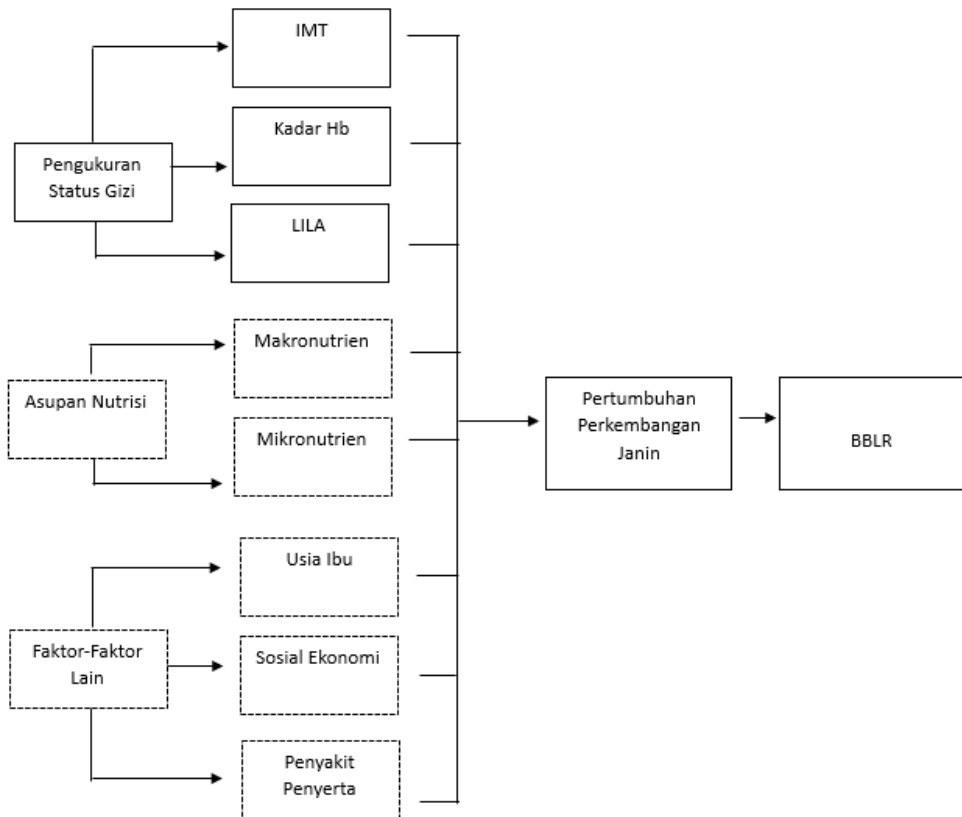 IMT
Kadar Hb
Pengukuran
Status Gizi
LILA
Makronutrien
Asupan Nutrisi
Mikronutrien
Usia Ibu
Faktor-Faktor
Lain
Sosial Ekonomi
Penyakit
Penyerta
Pertumbuhan
Perkembangan
Janin
BBLR